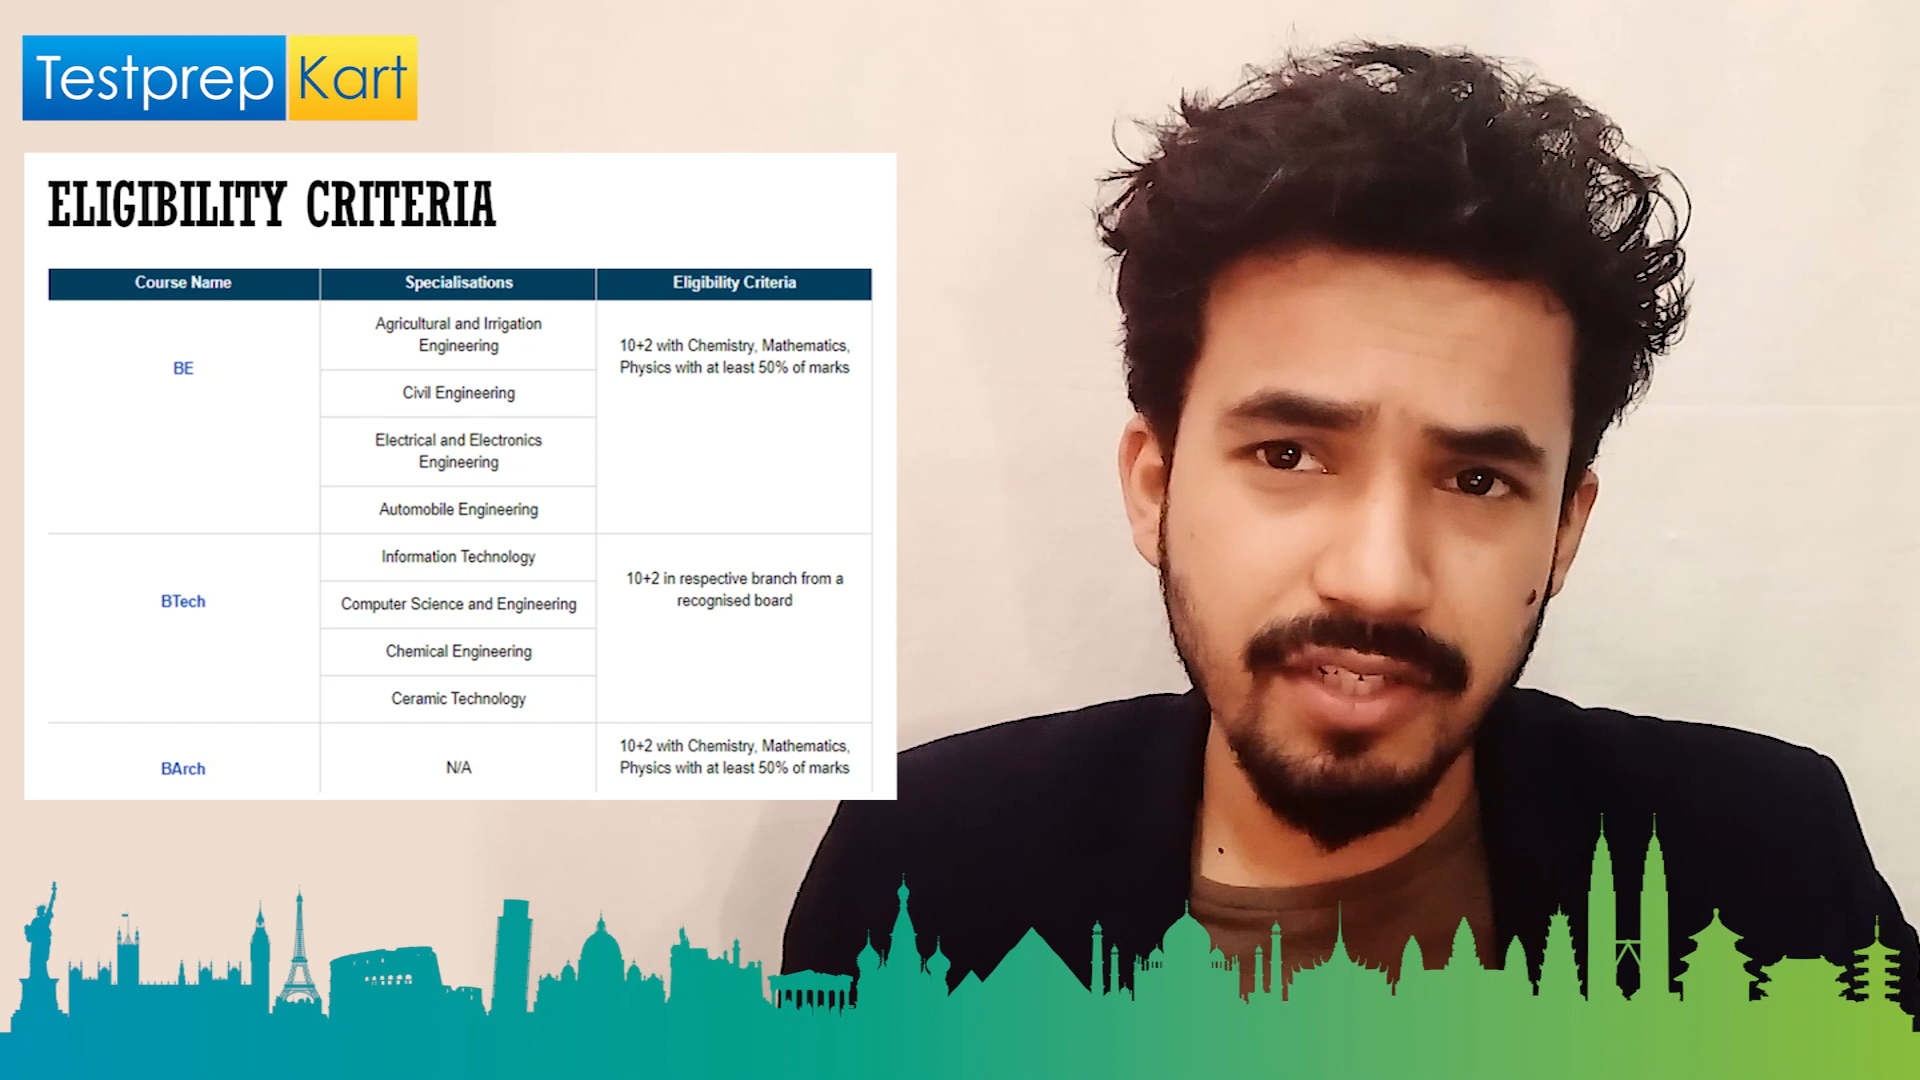 Testprep Kart
ELIGIBILITY CRITERIA
Course Name Specialisations Eligibility Criteria
BE
Agricultural and Irrigation
Engineering
Civil Engineering
Electrical and Electronics
Engineering
Automobile Engineering
10+2 with Chemistry, Mathematics,
Physics with at least 50% of marks
BTech
Information Technology
Computer Science and Engineering
Chemical Engineering
Ceramic Technology
10+2 in respective branch from a
recognised board
BArch
N/A
10+2 with Chemistry, Mathematics,
Physics with at least 50% of marks